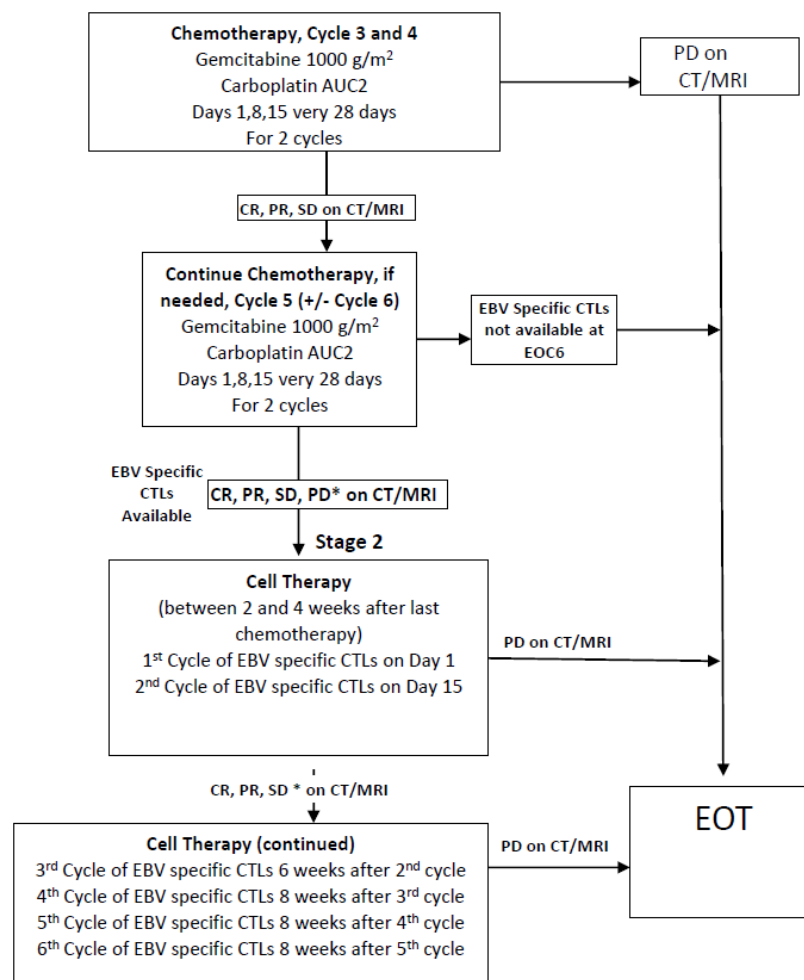 Chemotherapy, Cycle 3 and 4
Gemcitabine 1000 g/m²
Carboplatin AUC2
Days 1,8,15 very 28 days
For 2 cycles
PD on
CT/MRI
CR, PR, SD on CT/MRI
Continue Chemotherapy, if
needed, Cycle 5 (+/- Cycle 6)
Gemcitabine 1000 g/m²
Carboplatin AUC2
Days 1,8,15 very 28 days
For 2 cycles
EBV Specific CTLs
not available at
EOC6
EBV Specific
CTLs
Available
CR, PR, SD, PD* on CT/MRI
Stage 2
Cell Therapy
(between 2 and 4 weeks after last
chemotherapy)
1st Cycle of EBV specific CTLs on Day 1
2nd Cycle of EBV specific CTLs on Day 15
PD on CT/MRI
CR, PR, SD * on CT/MRI
Cell Therapy (continued)
3rd Cycle of EBV specific CTLs 6 weeks after 2nd cycle
4th Cycle of EBV specific CTLs 8 weeks after 3rd cycle
5th Cycle of EBV specific CTLs 8 weeks after 4th cycle
6th Cycle of EBV specific CTLs 8 weeks after 5th cycle
PD on CT/MRI
EOT